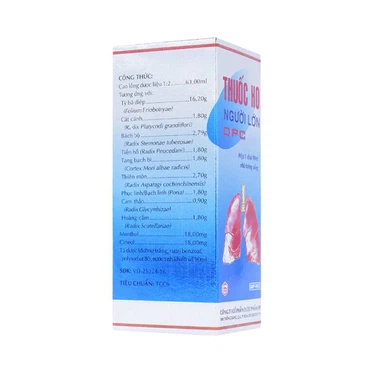 CÔNG THỨC:
Cao lỏng dược liệu 1:2 61,00ml
Tương ứng với:
Tỳ bà diệp 16,20g
(Folium Eriobotryae)
Cát cánh 1,80g
(Radix Platycodi grandiflori)
Bách bộ 2,79g
(Radix Stemonae tuberosae)
Tiền hồ (Radix Peucedani) 1,80g
Tang bạch bì 1,80g
(Cortex Mori albae radicis)
Thiên môn 2,70g
(Radix Asparagi cochinchinensis)
Phục linh/Bạch linh (Poria) 1,80g
Cam thảo 0,90g
(Radix Glycyrrhizae)
Hoàng cầm 1,80g
(Radix Scutellariae)
Menthol 18,00mg
Cineol 18,00mg
TIÊU CHUẨN: TCCS
THUỐC HO
NGƯỜI LỚN
OPC